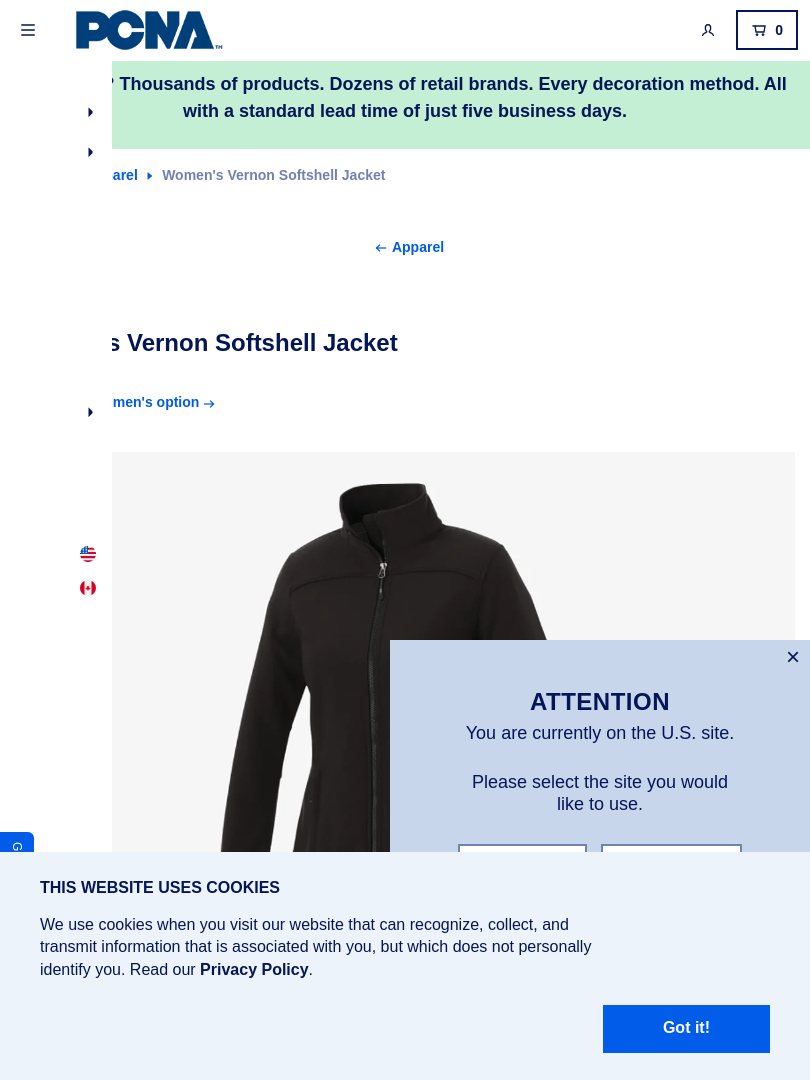 PCNA
TM
0
? Thousands of products. Dozens of retail brands. Every decoration method. All
with a standard lead time of just five business days.
arel Women's Vernon Softshell Jacket
Apparel
s Vernon Softshell Jacket
men's option
ATTENTION
You are currently on the U.S. site.
Please select the site you would
like to use.
G
THIS WEBSITE USES COOKIES
We use cookies when you visit our website that can recognize, collect, and
transmit information that is associated with you, but which does not personally
identify you. Read our Privacy Policy.
Got it!